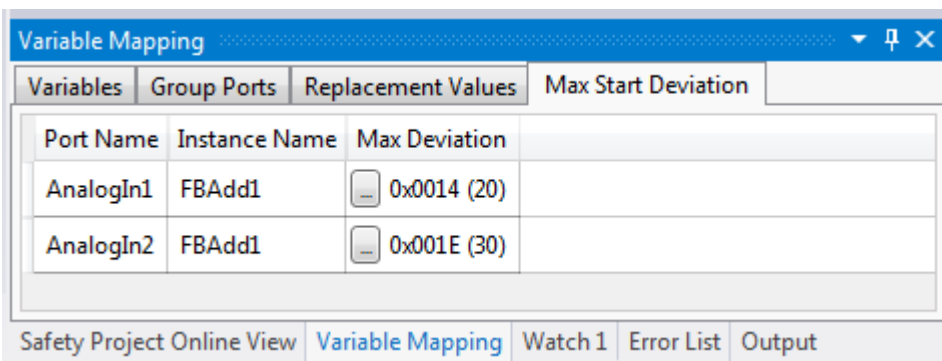 Variable Mapping
Variables Group Ports Replacement Values Max Start Deviation
Port Name Instance Name Max Deviation
AnalogIn1 FBAdd1 ... 0x0014 (20)
AnalogIn2 FBAdd1 ... 0x001E (30)
Safety Project Online View Variable Mapping Watch 1 Error List Output